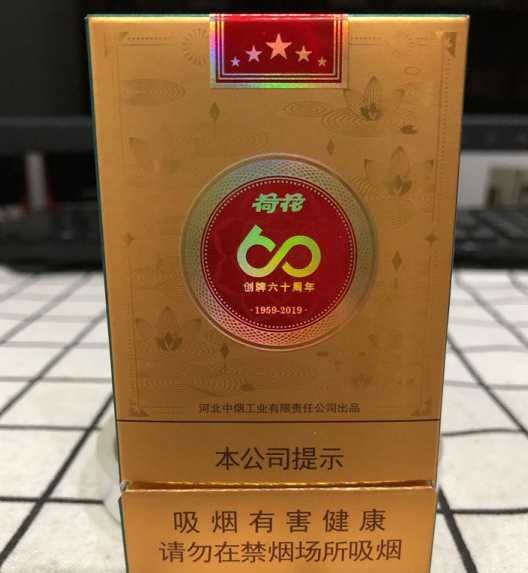 荷花
60
创牌六十周年
·1959-2019·
河北中烟工业有限责任公司出品
本公司提示
吸烟有害健康
请勿在禁烟场所吸烟